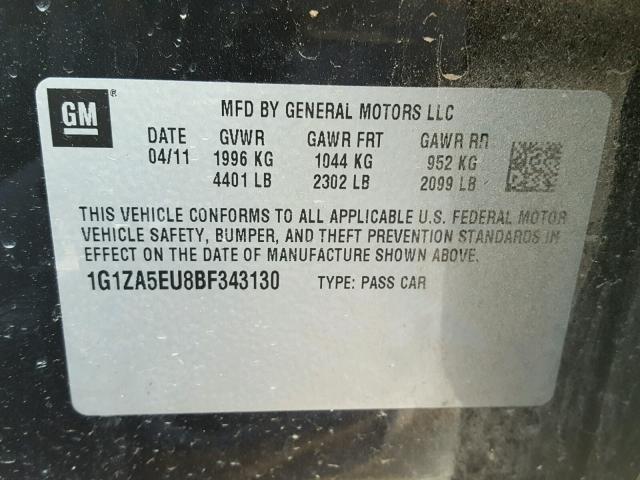 GM ®
MFD BY GENERAL MOTORS LLC
DATE GVWR GAWR FRT GAWR RR
04/11 1996 KG 1044 KG 952 KG
4401 LB 2302 LB 2099 LB
THIS VEHICLE CONFORMS TO ALL APPLICABLE U.S. FEDERAL MOTOR
VEHICLE SAFETY, BUMPER, AND THEFT PREVENTION STANDARDS IN
EFFECT ON THE DATE OF MANUFACTURE SHOWN ABOVE.
1G1ZA5EU8BF343130 TYPE: PASS CAR